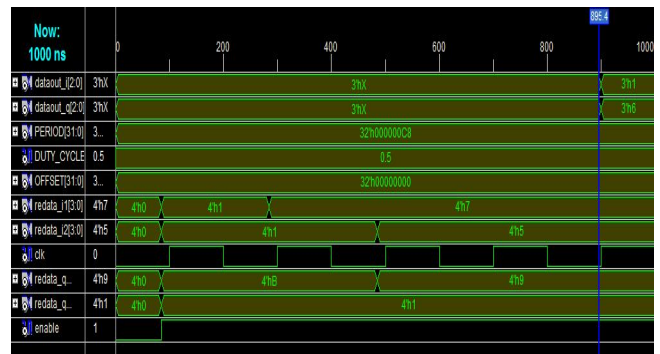 895.4
Now:
1000 ns
0 200 400 600 800 1000
dataout_i[2:0] 3'hX 3'hX 3'h1
dataout_q[2:0] 3'hX 3'hX 3'h6
PERIOD[31:0] 3... 32'h000000C8
DUTY_CYCLE 0.5 0.5
OFFSET[31:0] 3... 32'h00000000
redata_i1[3:0] 4'h7 4'h0 4'h1 4'h7
redata_i2[3:0] 4'h5 4'h0 4'h1 4'h5
clk 0
redata_q... 4'h9 4'h0 4'hB 4'h9
redata_q... 4'h1 4'h0 4'h1
enable 1